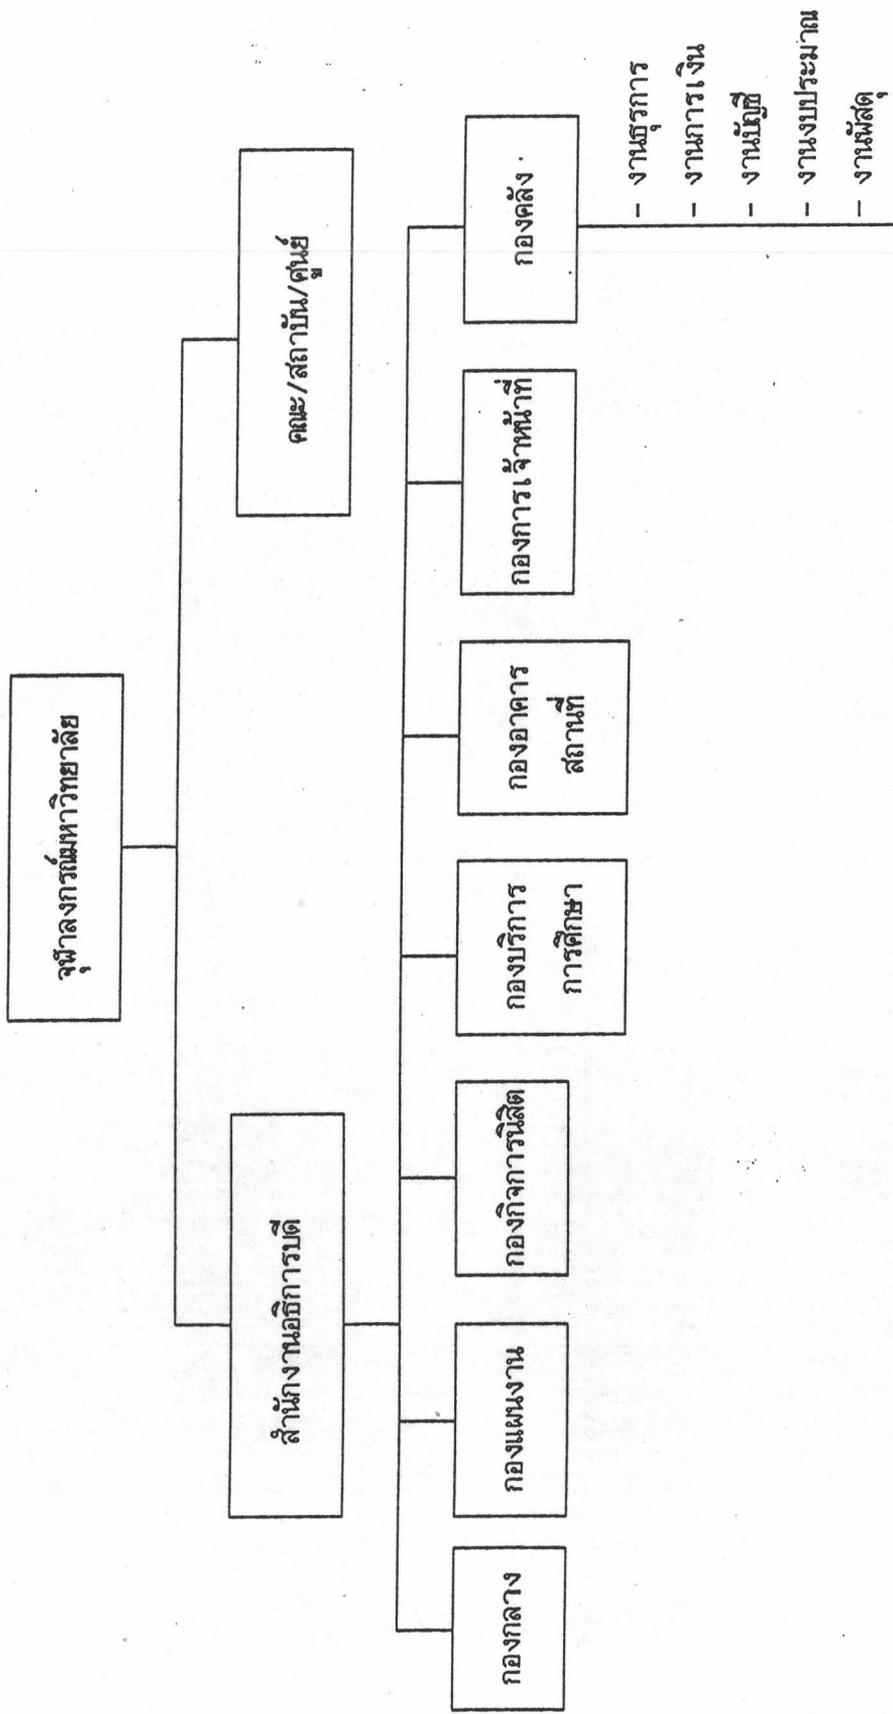 จุฬาลงกรณ์มหาวิทยาลัย
สำนักงานอธิการบดี
คณะ/สถาบัน/ศูนย์
กองกลาง
กองแผนงาน
กองกิจการนิสิต
กองบริการ
การศึกษา
กองอาคาร
สถานที่
กองการเจ้าหน้าที่
กองคลัง
- งานธุรการ
- งานการเงิน
- งานบัญชี
- งานงบประมาณ
- งานพัสดุ